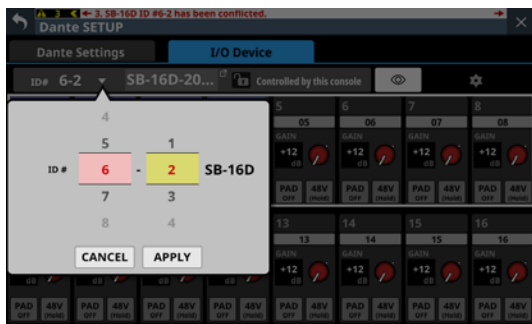 3 ← 3. SB-16D ID #6-2 has been conflicted. →
Dante SETUP ×
Dante Settings I/O Device
ID# 6-2 SB-16D-20... Controlled by this console
5 6 7 8
05 06 07 08
GAIN GAIN GAIN GAIN
+12 dB +12 dB +12 dB +12 dB
PAD OFF 48V (Hold) PAD OFF 48V (Hold) PAD OFF 48V (Hold) PAD OFF 48V (Hold)
4
5 1
ID # 6 - 2 SB-16D
7 3
8 4
CANCEL APPLY
13 14 15 16
13 14 15 16
GAIN GAIN GAIN GAIN
+12 dB +12 dB +12 dB +12 dB
dB dB dB dB
PAD OFF 48V (Hold) PAD OFF 48V (Hold) PAD OFF 48V (Hold) PAD OFF 48V (Hold) PAD OFF 48V (Hold) PAD OFF 48V (Hold) PAD OFF 48V (Hold) PAD OFF 48V (Hold)